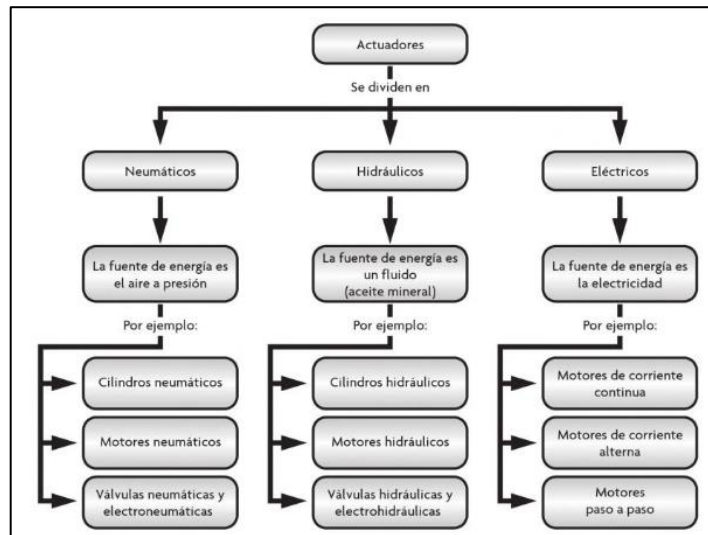 Actuadores
Se dividen en
Neumáticos
Hidráulicos
Eléctricos
La fuente de energía es
el aire a presión
La fuente de energía es
un fluido
(aceite mineral)
La fuente de energía es
la electricidad
Por ejemplo:
Por ejemplo:
Por ejemplo:
Cilindros neumáticos
Cilindros hidráulicos
Motores de corriente
continua
Motores neumáticos
Motores hidráulicos
Motores de corriente
alterna
Válvulas neumáticas y
electroneumáticas
Válvulas hidráulicas y
electrohidráulicas
Motores
paso a paso